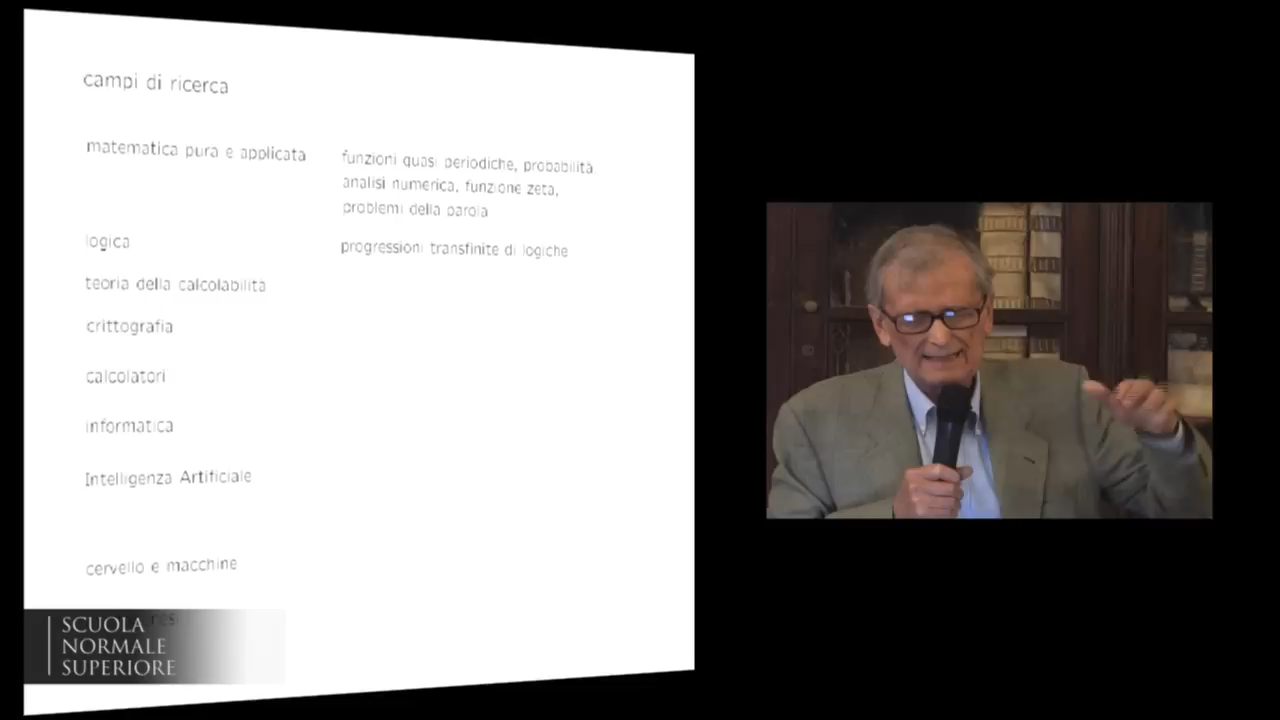 campi di ricerca
matematica pura e applicata
funzioni quasi periodiche, probabilità
analisi numerica, funzione zeta,
problemi della parola
logica
progressioni transfinite di logiche
teoria della calcolabilità
crittografia
calcolatori
informatica
Intelligenza Artificiale
cervello e macchine
SCUOLA
NORMALE
SUPERIORE